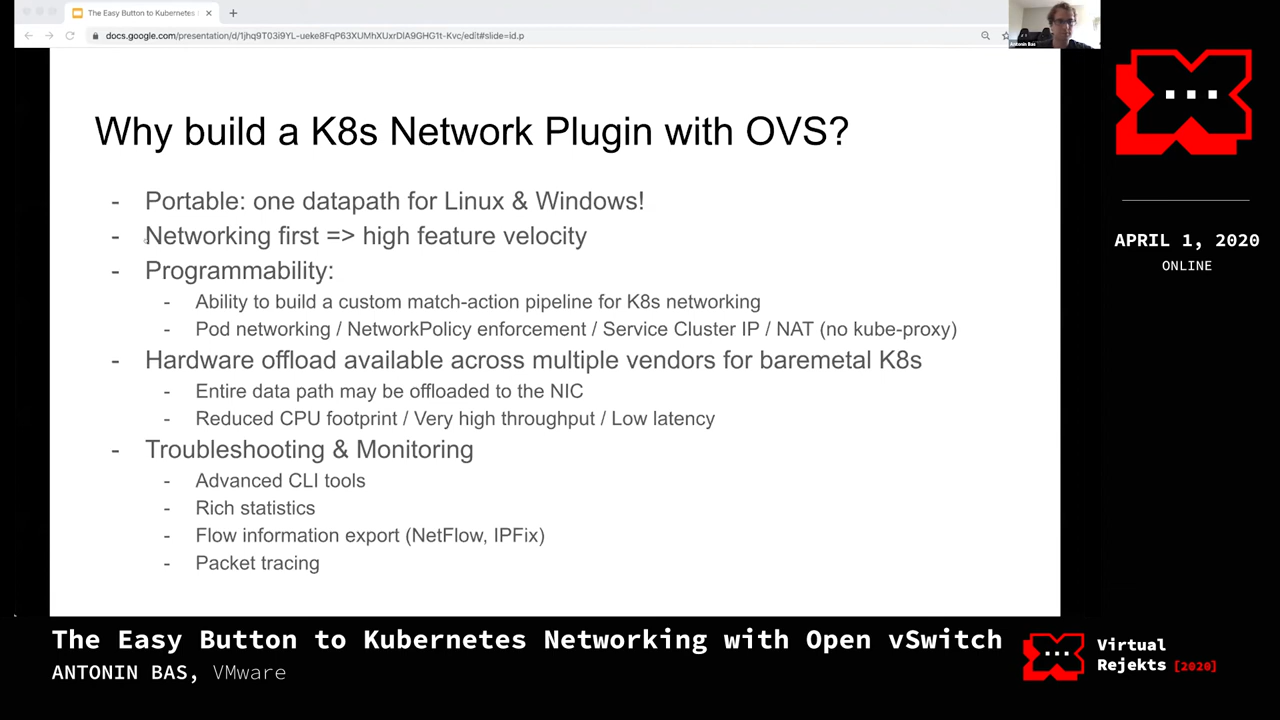 The Easy Button to Kubernetes
docs.google.com/presentation/d/1jhq9T03i9YL-ueke8FqP63XUMhXUxrDIA9GHG1t-Kvc/edit#slide=id.p
Antonin Bas
Why build a K8s Network Plugin with OVS?
- Portable: one datapath for Linux & Windows!
- Networking first => high feature velocity
- Programmability:
- Ability to build a custom match-action pipeline for K8s networking
- Pod networking / NetworkPolicy enforcement / Service Cluster IP / NAT (no kube-proxy)
- Hardware offload available across multiple vendors for baremetal K8s
- Entire data path may be offloaded to the NIC
- Reduced CPU footprint / Very high throughput / Low latency
- Troubleshooting & Monitoring
- Advanced CLI tools
- Rich statistics
- Flow information export (NetFlow, IPFix)
- Packet tracing
APRIL 1, 2020
ONLINE
The Easy Button to Kubernetes Networking with Open vSwitch
ANTONIN BAS, VMware
Virtual
Rejekts [2020]